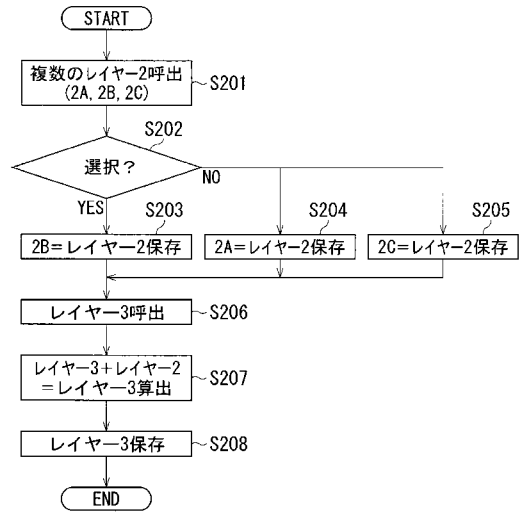 START
複数のレイヤー2呼出
(2A, 2B, 2C)
S201
S202
選択？
NO
YES
S203
S204
S205
2B=レイヤー2保存
2A=レイヤー2保存
2C=レイヤー2保存
レイヤー3呼出
S206
レイヤー3+レイヤー2
=レイヤー3算出
S207
レイヤー3保存
S208
END